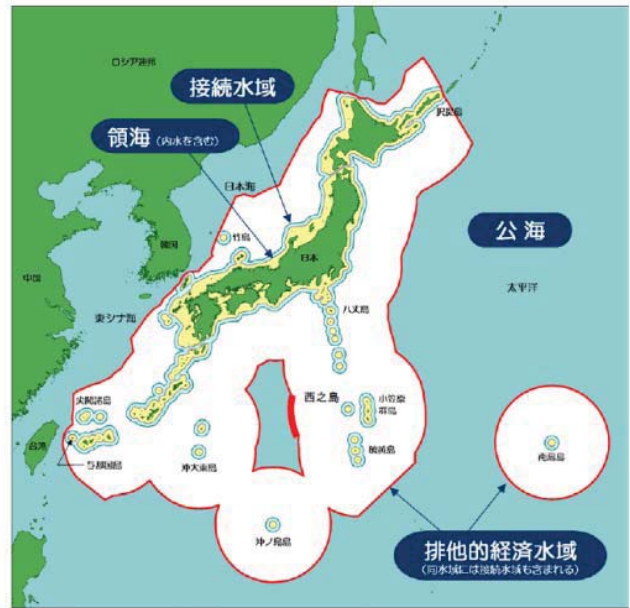 ロシア連邦
接続水域
択捉島
領海（内水を含む）
日本海
竹島
公海
韓国
日本
中国
太平洋
東シナ海
八丈島
尖閣諸島
西之島
小笠原
群島
台湾
硫黄島
南鳥島
与那国島
沖大東島
沖ノ鳥島
排他的経済水域
（同水域には接続水域も含まれる）